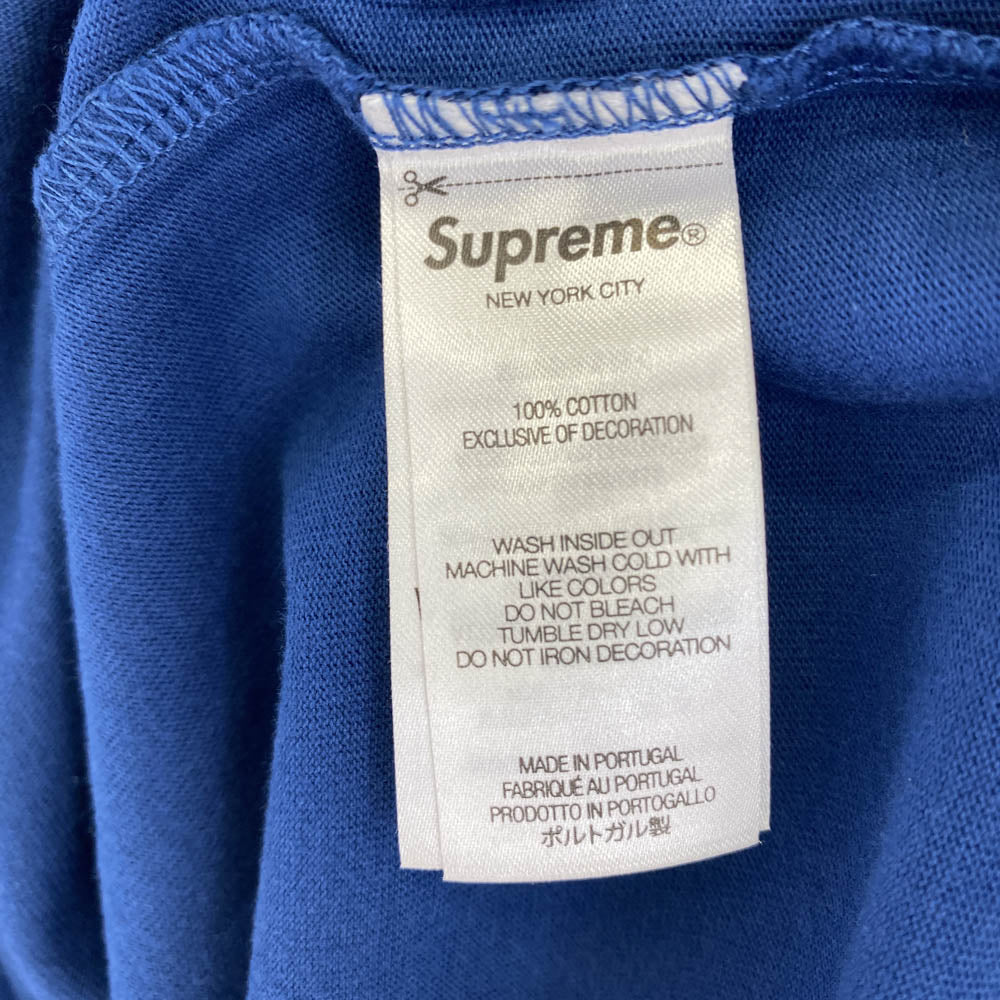 Supreme®
NEW YORK CITY
100% COTTON
EXCLUSIVE OF DECORATION
WASH INSIDE OUT
MACHINE WASH COLD WITH
LIKE COLORS
DO NOT BLEACH
TUMBLE DRY LOW
DO NOT IRON DECORATION
MADE IN PORTUGAL
FABRIQUÉ AU PORTUGAL
PRODOTTO IN PORTOGALLO
ポルトガル製